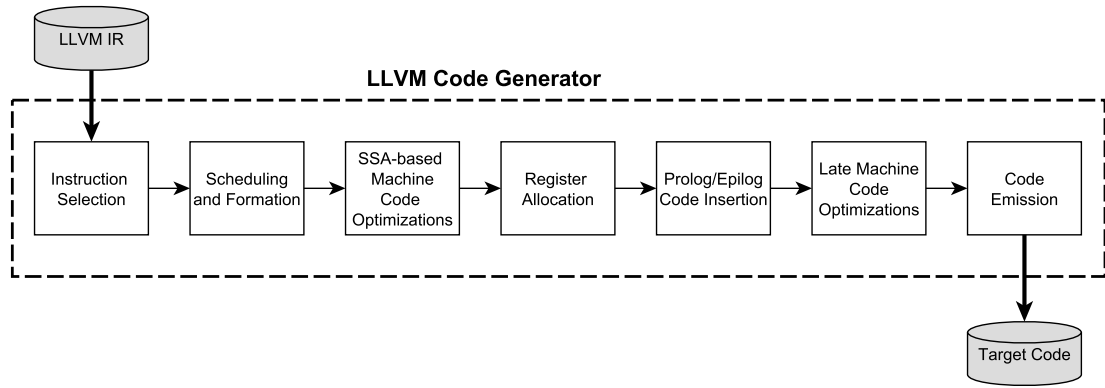 LLVM IR
LLVM Code Generator
Instruction
Selection
Scheduling
and Formation
SSA-based
Machine
Code
Optimizations
Register
Allocation
Prolog/Epilog
Code Insertion
Late Machine
Code
Optimizations
Code
Emission
Target Code